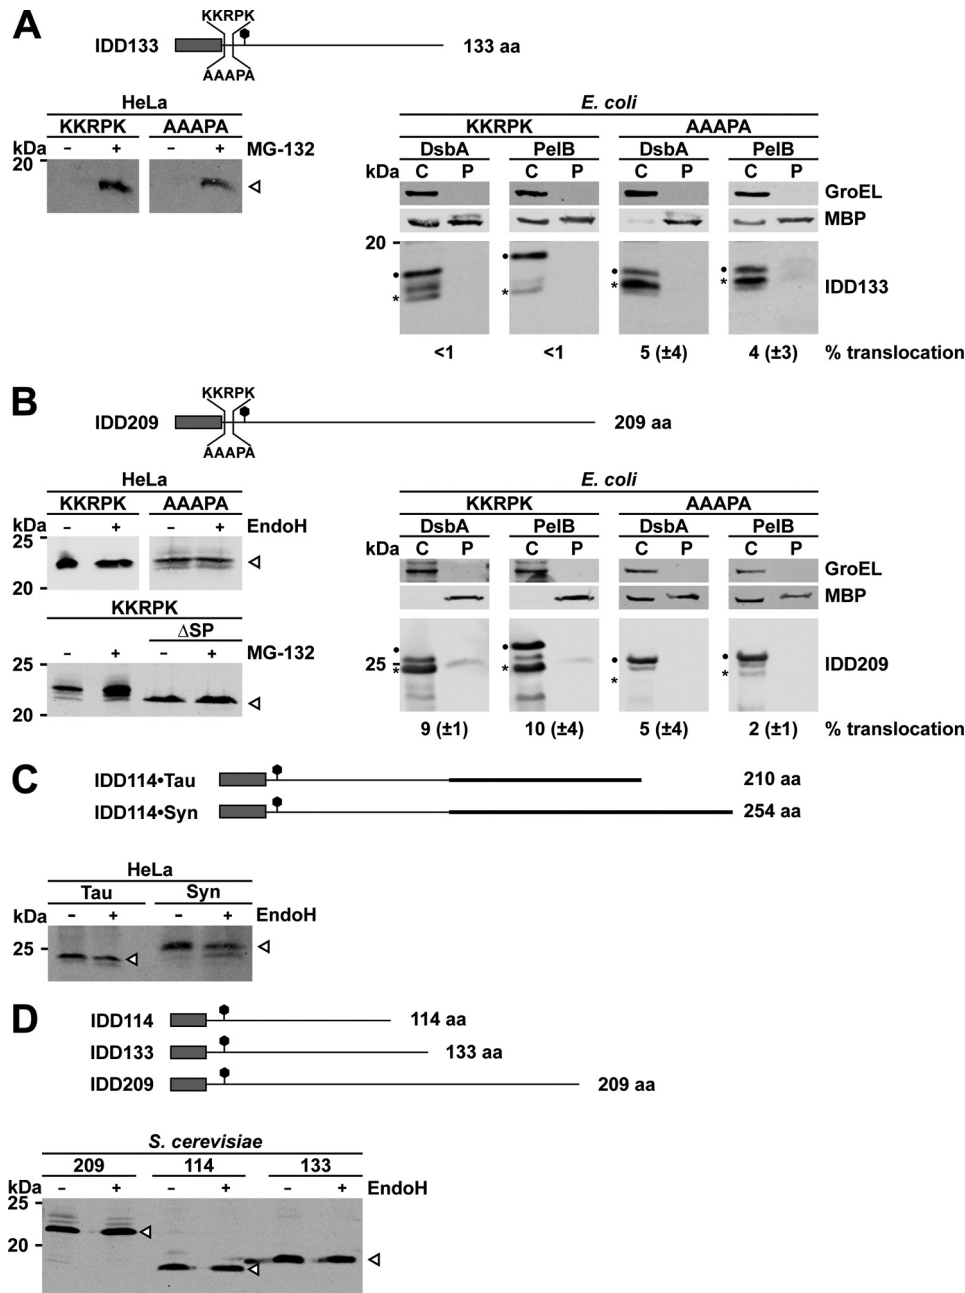 A
KKRPK
IDD133 133 aa
AAAPA
HeLa
KKRPK AAAPA
kDa – + – + MG-132
20
E. coli
KKRPK AAAPA
DsbA PelB DsbA PelB
kDa C P C P C P C P
GroEL
MBP
20
• • • •
* * * *
IDD133
<1 <1 5 (±4) 4 (±3) % translocation
B
KKRPK
IDD209 209 aa
AAAPA
HeLa
KKRPK AAAPA
kDa – + – + EndoH
25
20
KKRPK
ΔSP
– + – + MG-132
25
20
E. coli
KKRPK AAAPA
DsbA PelB DsbA PelB
kDa C P C P C P C P
GroEL
MBP
• • • •
25 * * * *
IDD209
9 (±1) 10 (±4) 5 (±4) 2 (±1) % translocation
C
IDD114•Tau 210 aa
IDD114•Syn 254 aa
HeLa
Tau Syn
kDa – + – + EndoH
25
D
IDD114 114 aa
IDD133 133 aa
IDD209 209 aa
S. cerevisiae
209 114 133
kDa – + – + – + EndoH
25
20